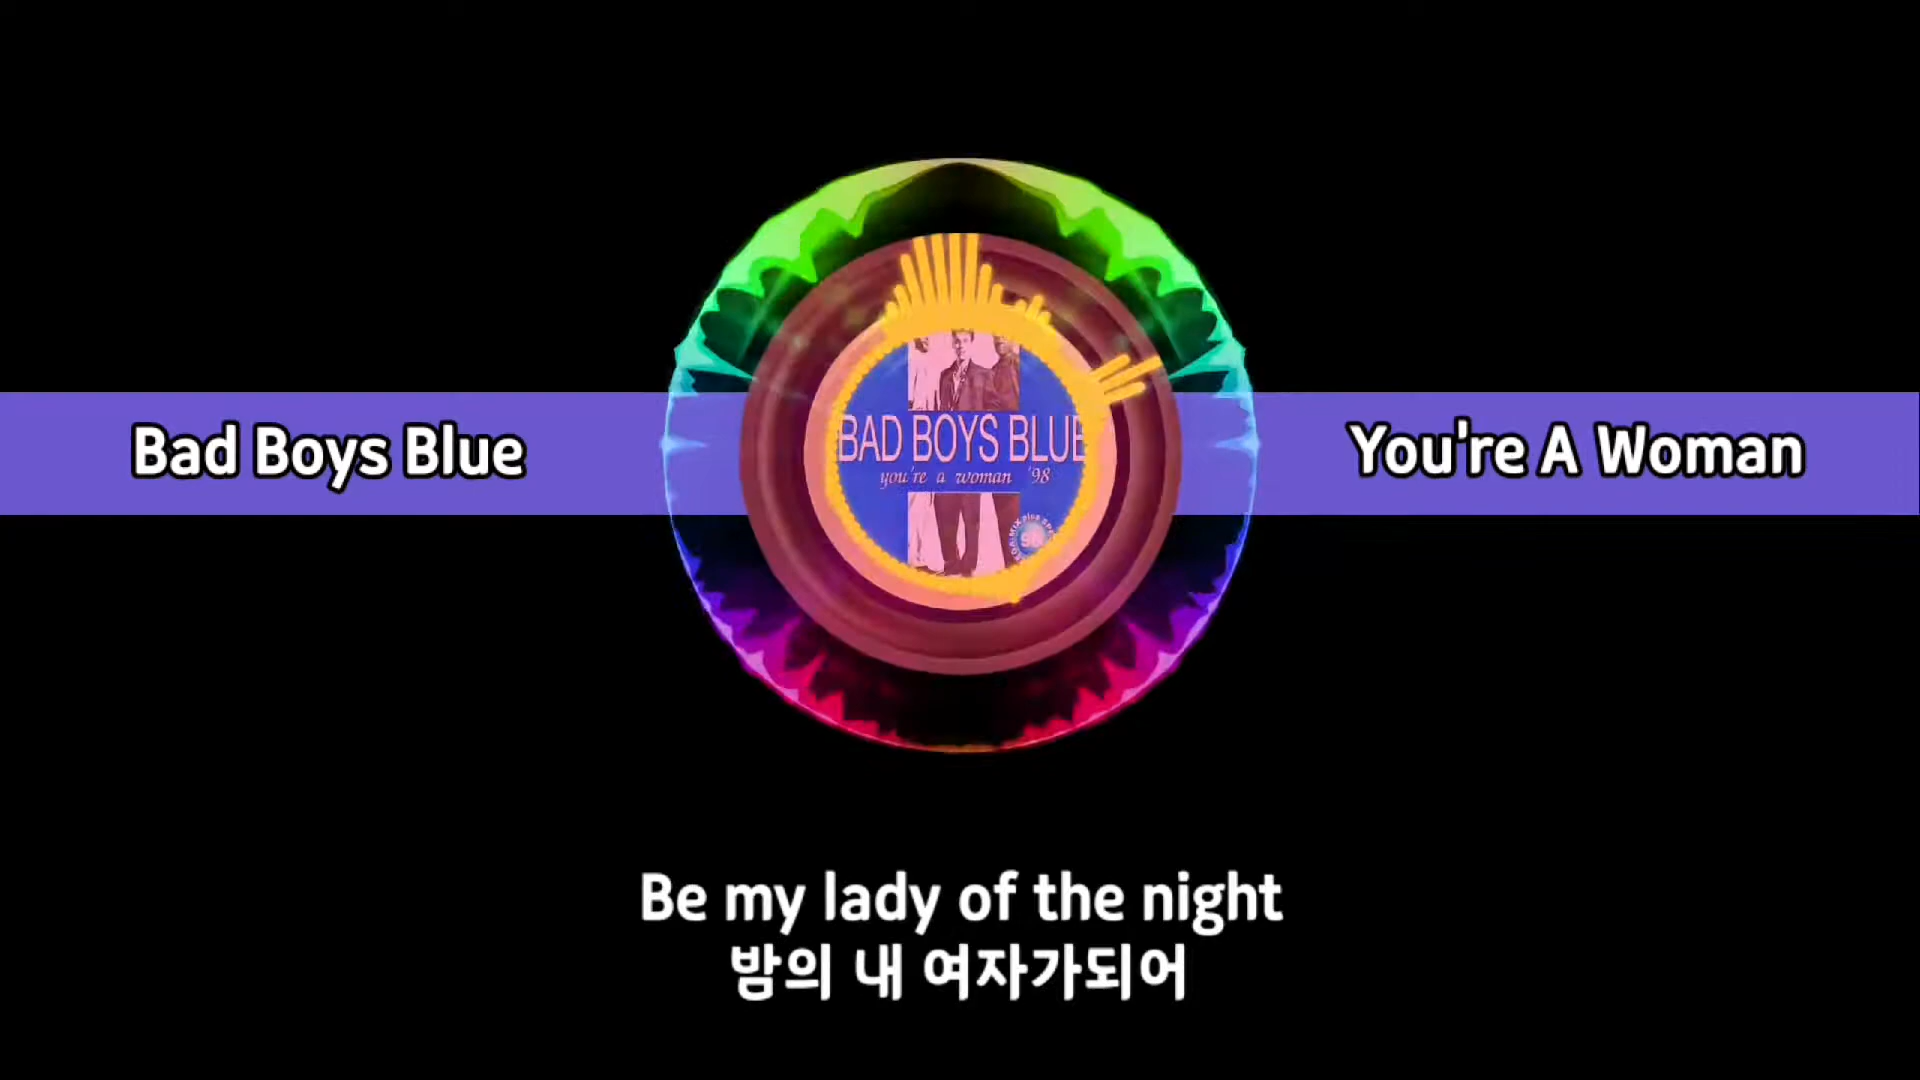 Bad Boys Blue
You're A Woman
BAD BOYS BLUE
you're a woman '98
Be my lady of the night
밤의 내 여자가되어